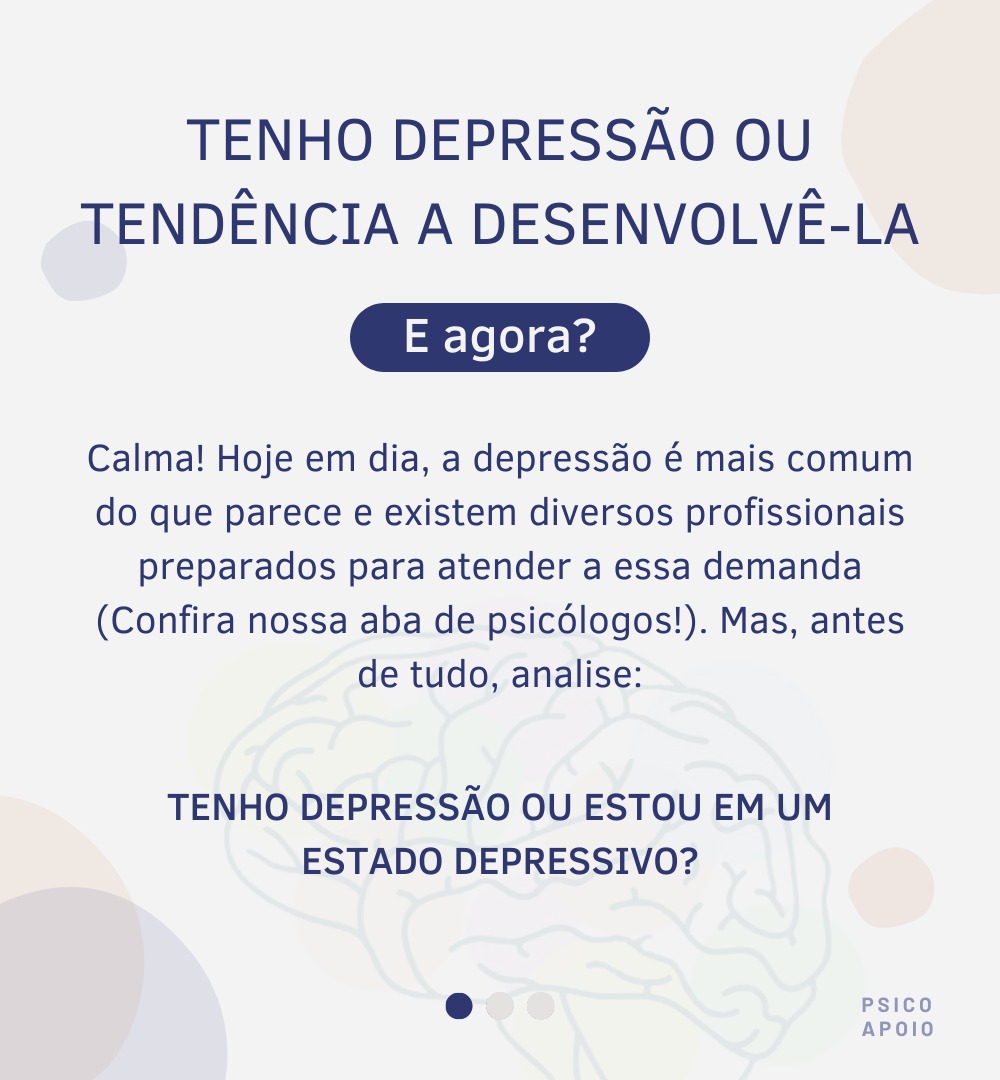 TENHO DEPRESSÃO OU
TENDÊNCIA A DESENVOLVÊ-LA
E agora?
Calma! Hoje em dia, a depressão é mais comum
do que parece e existem diversos profissionais
preparados para atender a essa demanda
(Confira nossa aba de psicólogos!). Mas, antes
de tudo, analise:
TENHO DEPRESSÃO OU ESTOU EM UM
ESTADO DEPRESSIVO?
PSICO
APOIO